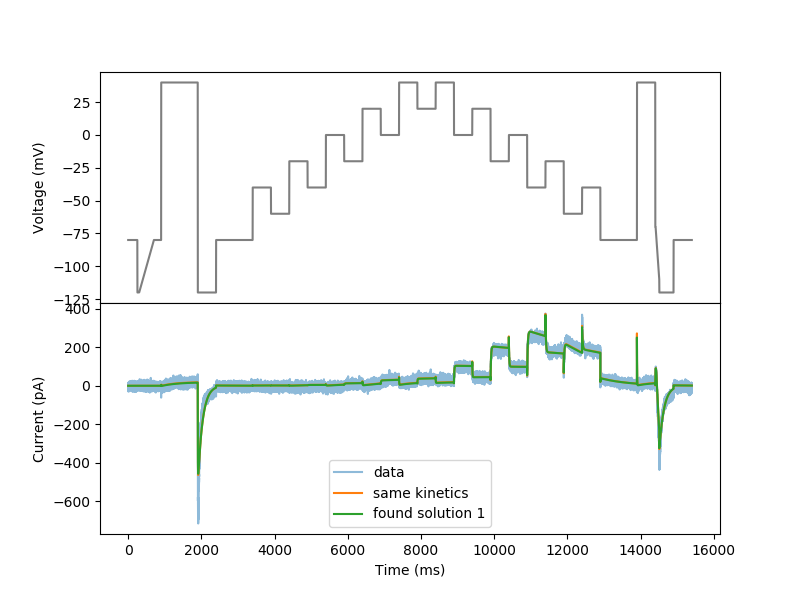 25
0
−25
−50
−75
−100
−125
Voltage (mV)
400
200
0
−200
−400
−600
Current (pA)
data
same kinetics
found solution 1
0 2000 4000 6000 8000 10000 12000 14000 16000
Time (ms)